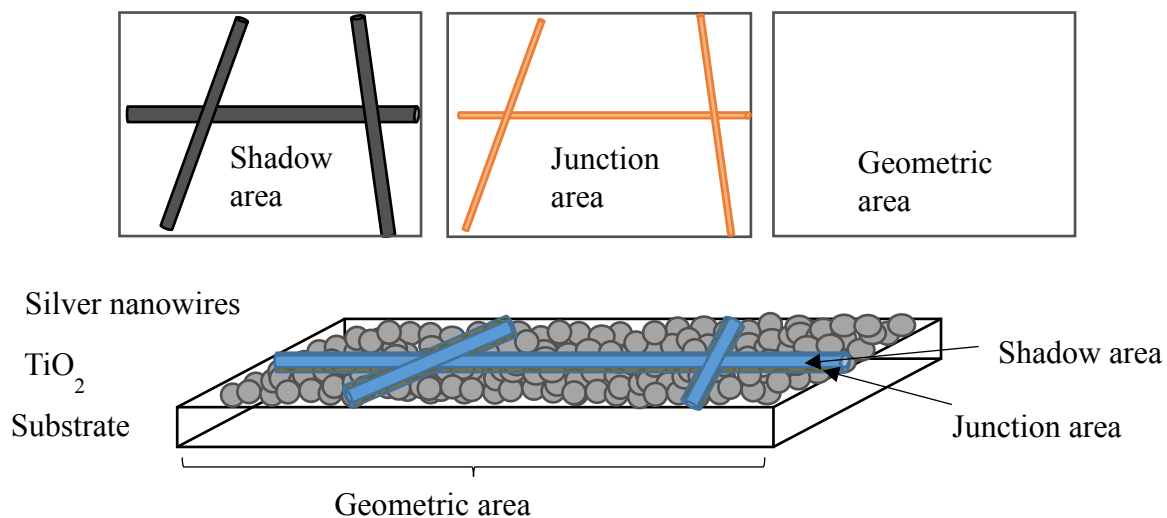 Shadow
area
Junction
area
Geometric
area
Silver nanowires
TiO₂
Substrate
Shadow area
Junction area
Geometric area